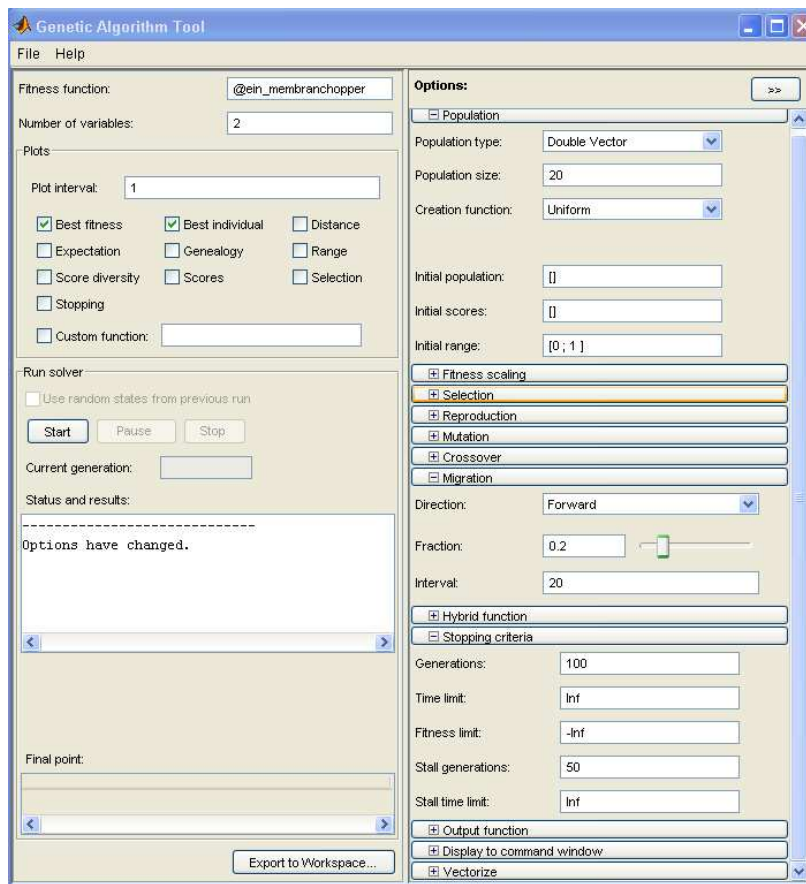 Genetic Algorithm Tool
File Help
Fitness function: @ein_membranchopper
Number of variables: 2
Plots
Plot interval: 1
Best fitness Best individual Distance
Expectation Genealogy Range
Score diversity Scores Selection
Stopping
Custom function:
Run solver
Use random states from previous run
Start Pause Stop
Current generation:
Status and results:
-----------------------------
Options have changed.
Final point:
Export to Workspace...
Options: >>
Population
Population type: Double Vector
Population size: 20
Creation function: Uniform
Initial population: []
Initial scores: []
Initial range: [0 ; 1 ]
Fitness scaling
Selection
Reproduction
Mutation
Crossover
Migration
Direction: Forward
Fraction: 0.2
Interval: 20
Hybrid function
Stopping criteria
Generations: 100
Time limit: Inf
Fitness limit: -Inf
Stall generations: 50
Stall time limit: Inf
Output function
Display to command window
Vectorize